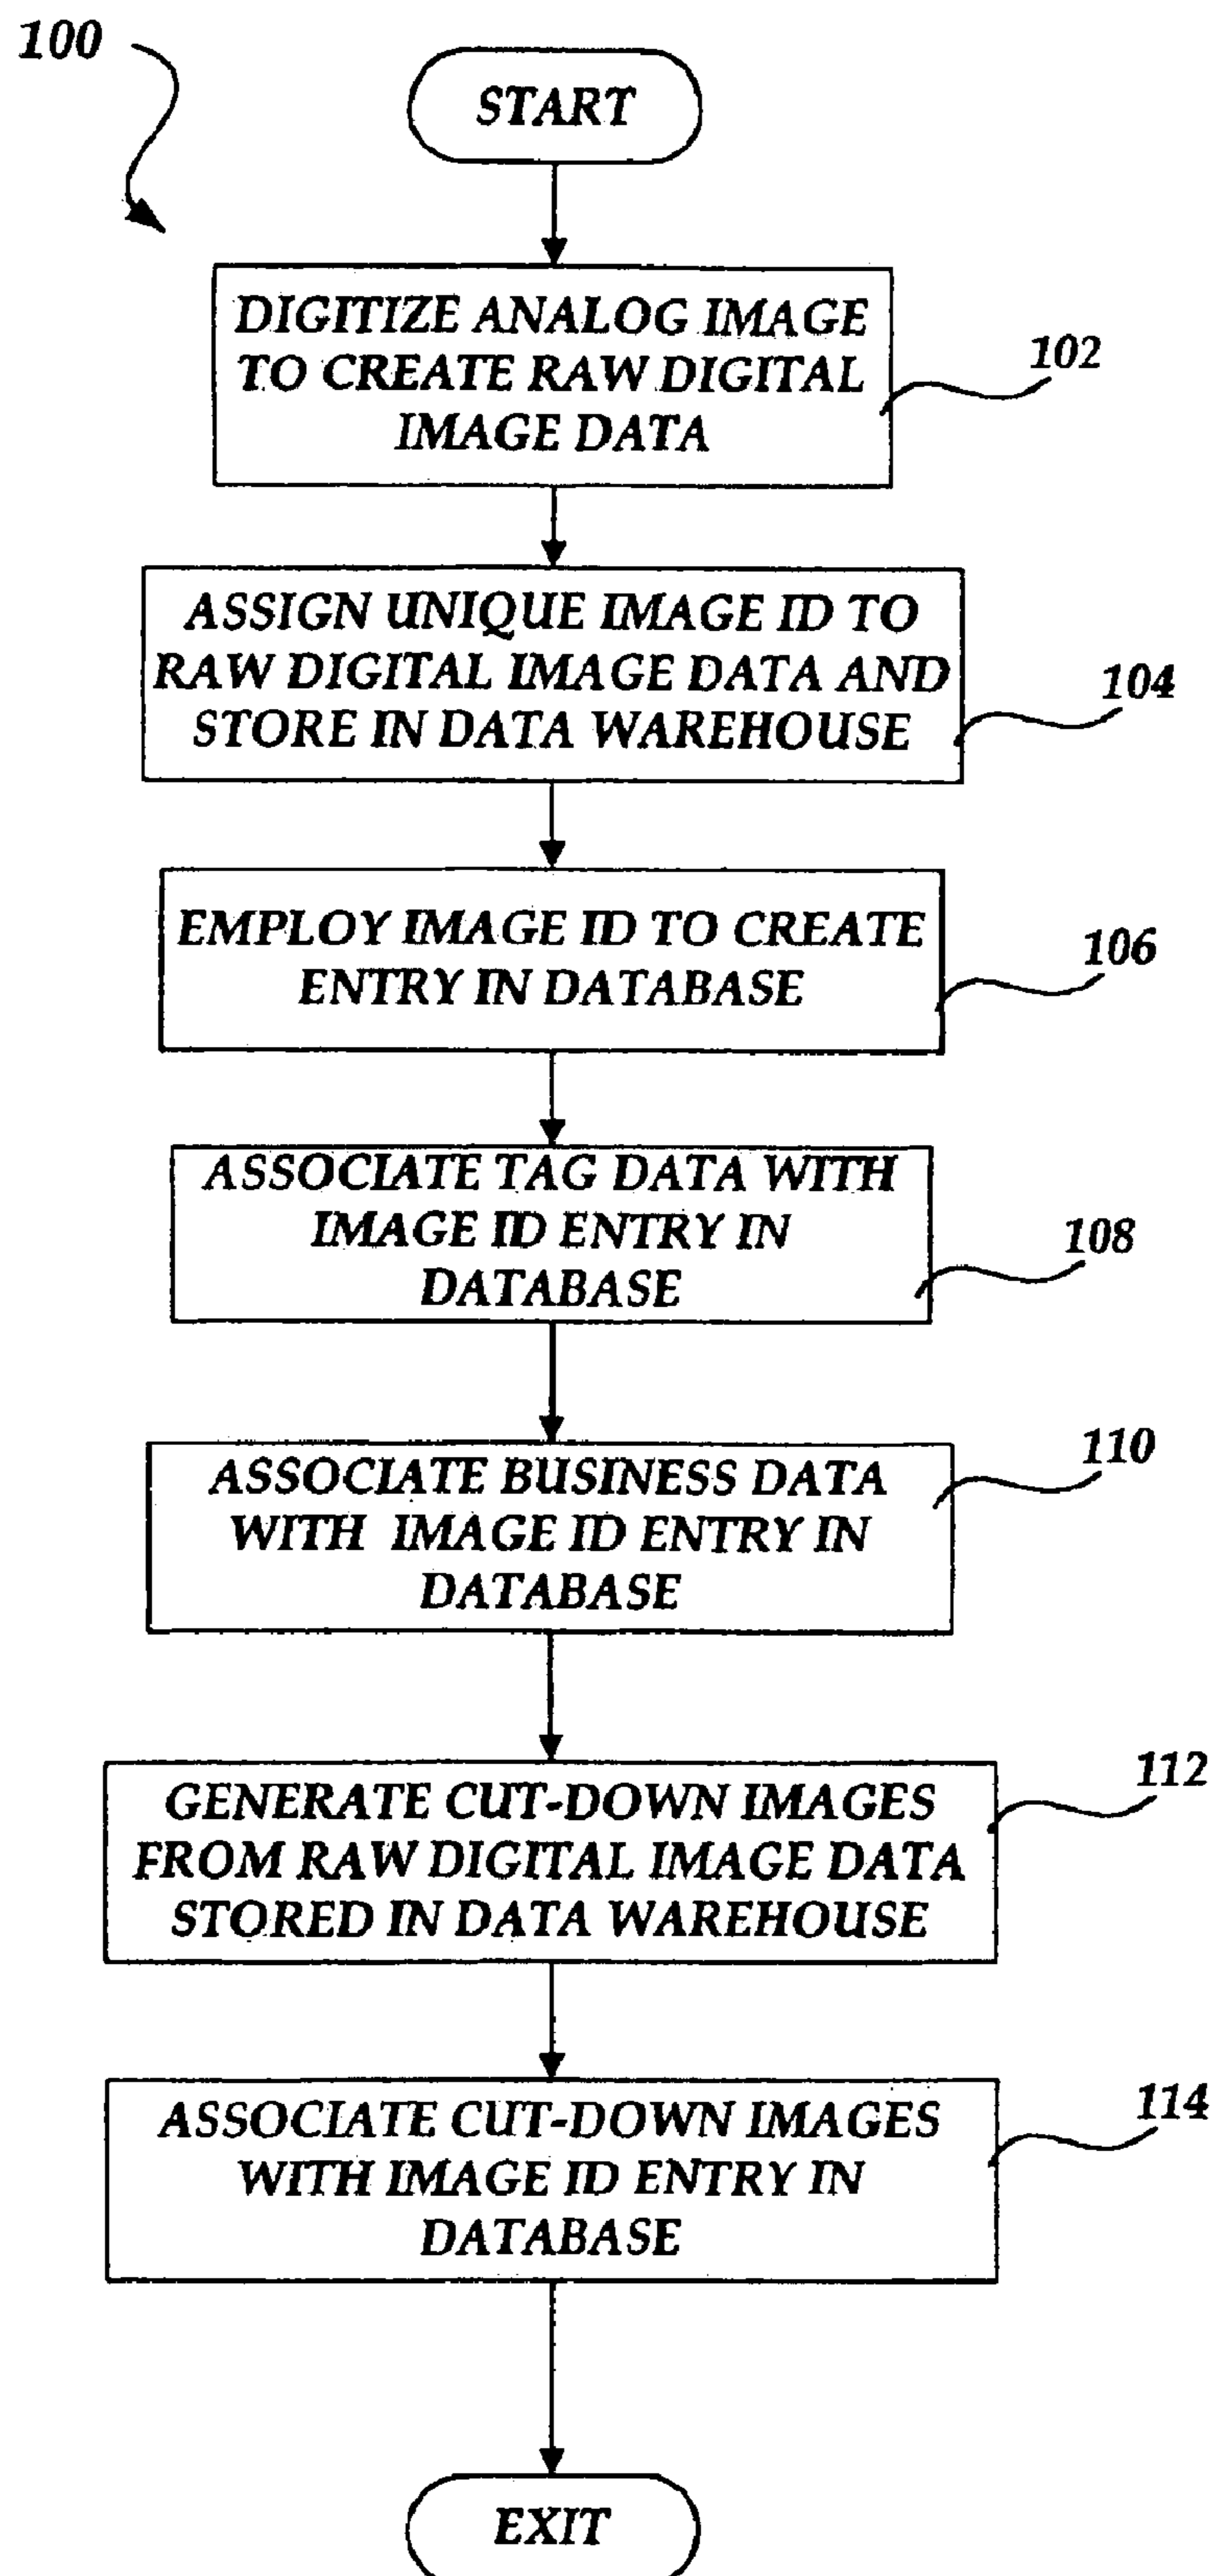 100
START
DIGITIZE ANALOG IMAGE
TO CREATE RAW DIGITAL
IMAGE DATA
102
ASSIGN UNIQUE IMAGE ID TO
RAW DIGITAL IMAGE DATA AND
STORE IN DATA WAREHOUSE
104
EMPLOY IMAGE ID TO CREATE
ENTRY IN DATABASE
106
ASSOCIATE TAG DATA WITH
IMAGE ID ENTRY IN
DATABASE
108
ASSOCIATE BUSINESS DATA
WITH IMAGE ID ENTRY IN
DATABASE
110
GENERATE CUT-DOWN IMAGES
FROM RAW DIGITAL IMAGE DATA
STORED IN DATA WAREHOUSE
112
ASSOCIATE CUT-DOWN IMAGES
WITH IMAGE ID ENTRY IN
DATABASE
114
EXIT